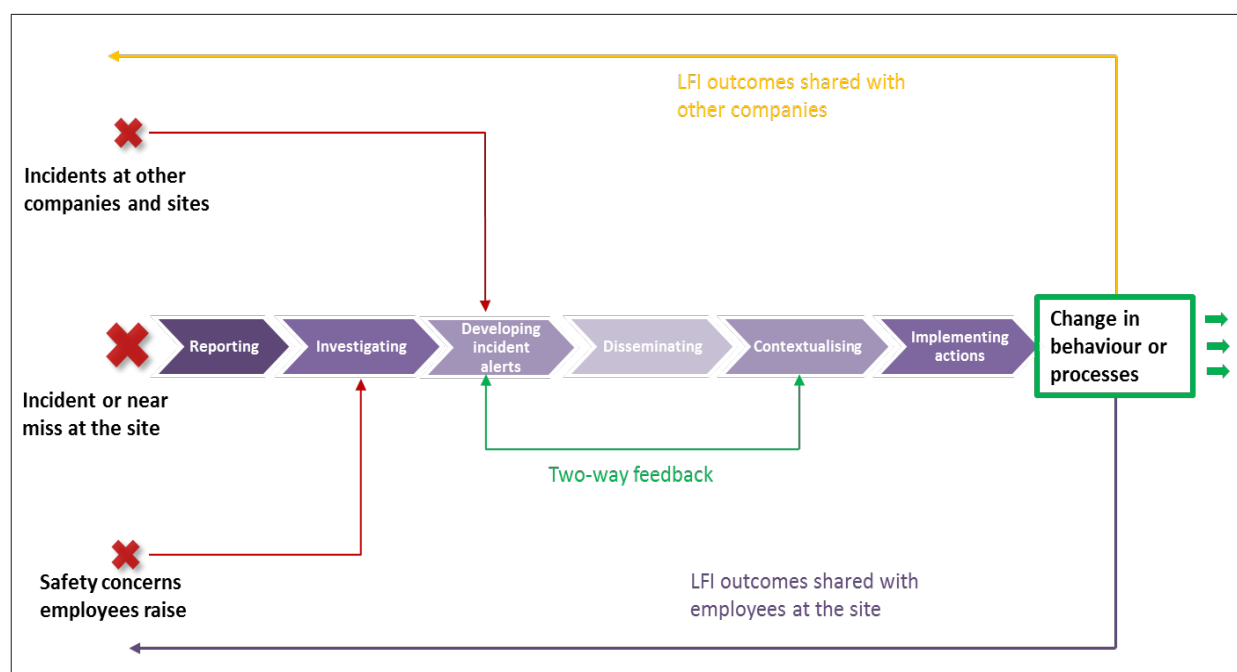 LFI outcomes shared with
other companies
Incidents at other
companies and sites
Reporting
Investigating
Developing
incident
alerts
Disseminating
Contextualising
Implementing
actions
Change in
behaviour or
processes
Incident or near
miss at the site
Two-way feedback
Safety concerns
employees raise
LFI outcomes shared with
employees at the site